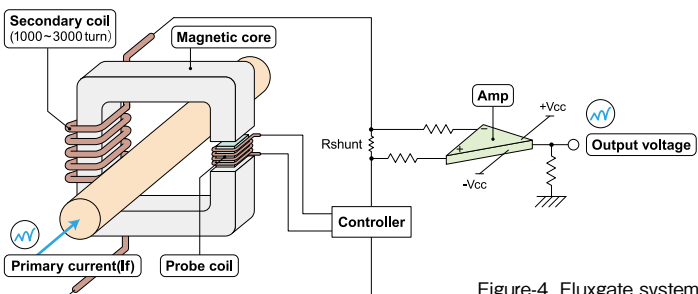 Secondary coil
(1000~3000 turn)
Magnetic core
Amp
+Vcc
−
Rshunt
+
Output voltage
-Vcc
Controller
Primary current(If)
Probe coil
Figure-4 Fluxgate system